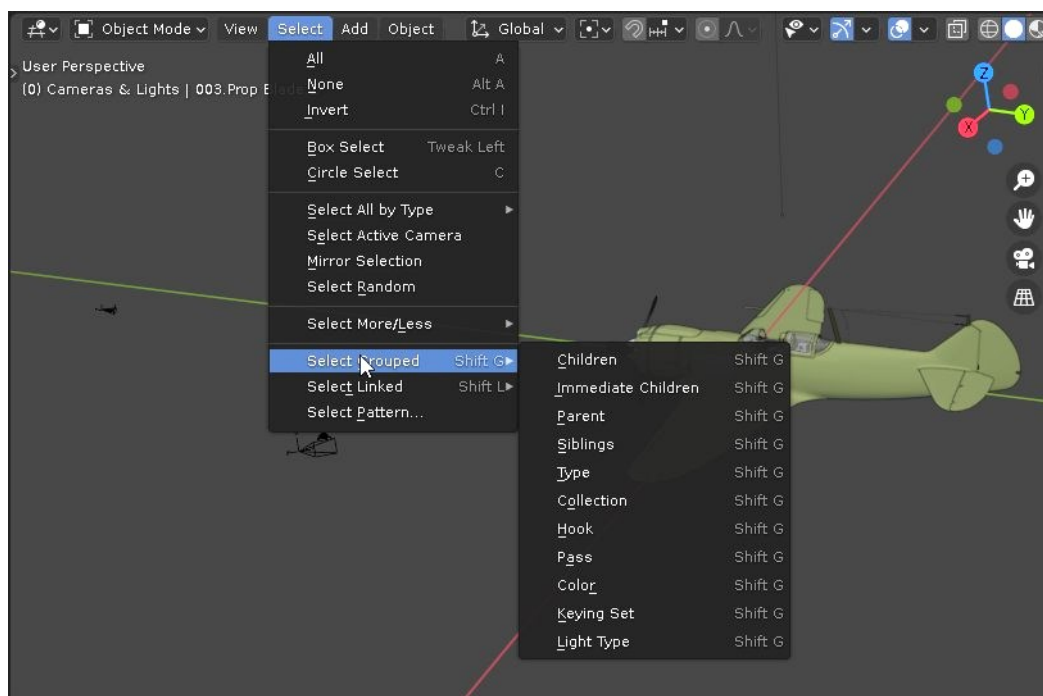 Object Mode View Select Add Object Global
User Perspective
(0) Cameras & Lights | 003.Prop
All A
None Alt A
Invert Ctrl I
Box Select Tweak Left
Circle Select C
Select All by Type
Select Active Camera
Mirror Selection
Select Random
Select More/Less
Select Grouped Shift G
Select Linked Shift L
Select Pattern...
Children Shift G
Immediate Children Shift G
Parent Shift G
Siblings Shift G
Type Shift G
Collection Shift G
Hook Shift G
Pass Shift G
Color Shift G
Keying Set Shift G
Light Type Shift G
Z
Y
X